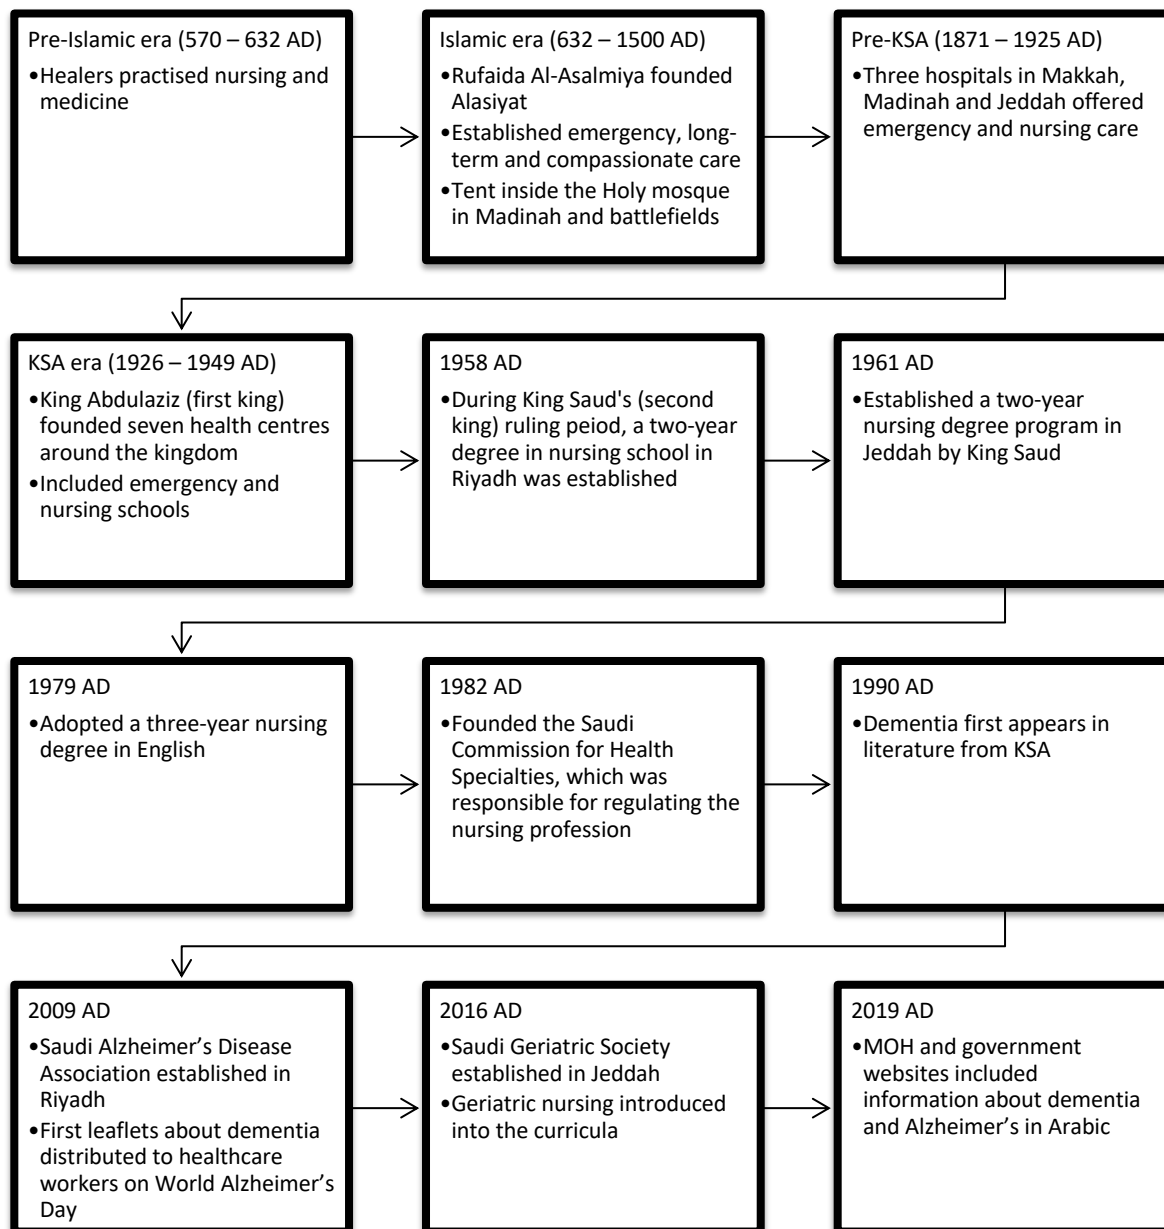 Pre-Islamic era (570 – 632 AD)
•Healers practised nursing and
medicine
Islamic era (632 – 1500 AD)
•Rufaida Al-Asalmiya founded
Alasiyat
•Established emergency, long-
term and compassionate care
•Tent inside the Holy mosque
in Madinah and battlefields
Pre-KSA (1871 – 1925 AD)
•Three hospitals in Makkah,
Madinah and Jeddah offered
emergency and nursing care
KSA era (1926 – 1949 AD)
•King Abdulaziz (first king)
founded seven health centres
around the kingdom
•Included emergency and
nursing schools
1958 AD
•During King Saud's (second
king) ruling peiod, a two-year
degree in nursing school in
Riyadh was established
1961 AD
•Established a two-year
nursing degree program in
Jeddah by King Saud
1979 AD
•Adopted a three-year nursing
degree in English
1982 AD
•Founded the Saudi
Commission for Health
Specialties, which was
responsible for regulating the
nursing profession
1990 AD
•Dementia first appears in
literature from KSA
2009 AD
•Saudi Alzheimer’s Disease
Association established in
Riyadh
•First leaflets about dementia
distributed to healthcare
workers on World Alzheimer’s
Day
2016 AD
•Saudi Geriatric Society
established in Jeddah
•Geriatric nursing introduced
into the curricula
2019 AD
•MOH and government
websites included
information about dementia
and Alzheimer’s in Arabic